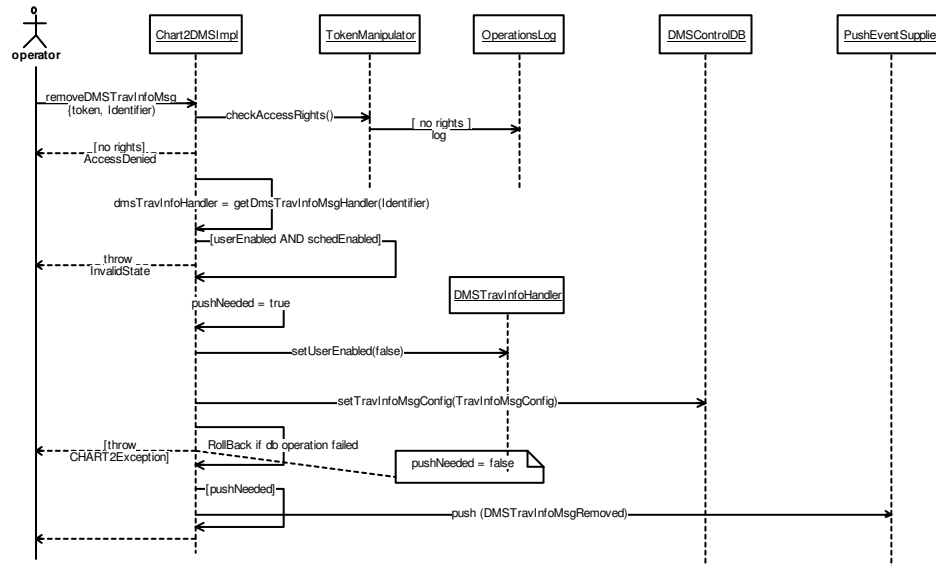 operator
Chart2DMSImpl
TokenManipulator
OperationsLog
DMSControlDB
PushEventSupplie
removeDMSTravInfoMsg
{token, Identifier)
checkAccessRights()
[ no rights ]
log
[no rights]
AccessDenied
dmsTravInfoHandler = getDmsTravInfoMsgHandler(Identifier)
[userEnabled AND schedEnabled]
throw
InvalidState
DMSTravInfoHandler
pushNeeded = true
setUserEnabled(false)
setTravInfoMsgConfig(TravInfoMsgConfig)
[throw
CHART2Exception]
RollBack if db operation failed
pushNeeded = false
[pushNeeded]
push (DMSTravInfoMsgRemoved)